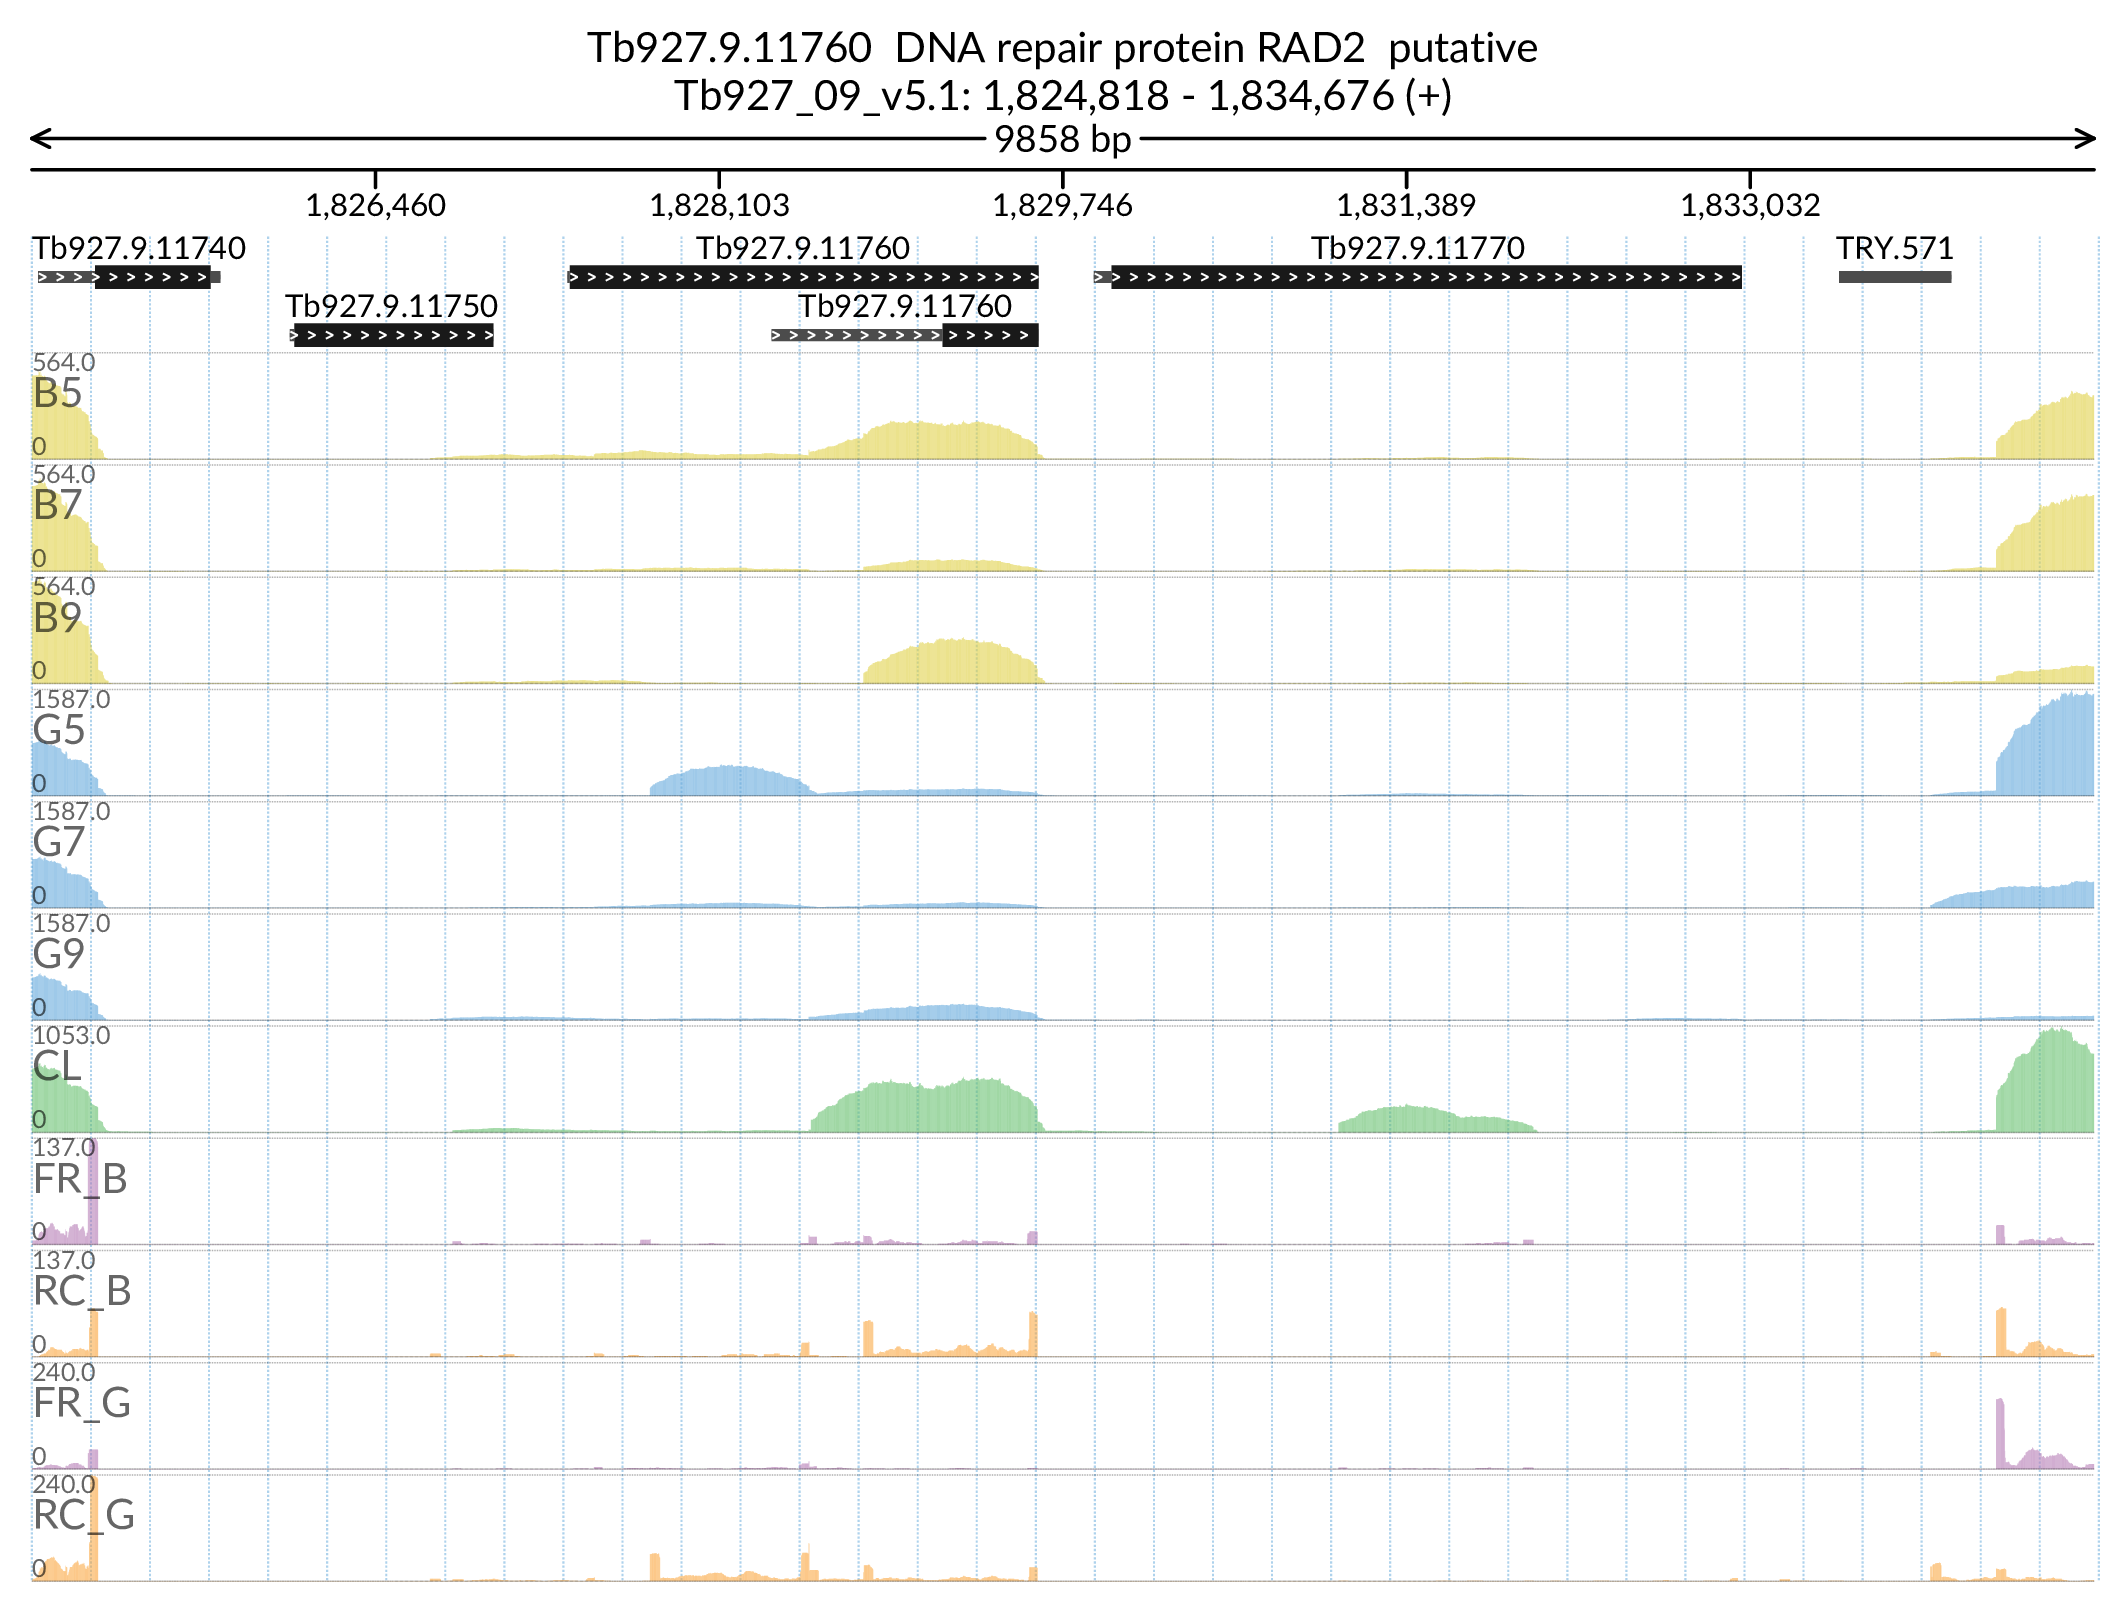 Tb927.9.11760 DNA repair protein RAD2 putative
Tb927_09_v5.1: 1,824,818 - 1,834,676 (+)
9858 bp
1,826,460 1,828,103 1,829,746 1,831,389 1,833,032
Tb927.9.11740 Tb927.9.11760 Tb927.9.11770 TRY.571
Tb927.9.11750 Tb927.9.11760
564.0
B5
0
564.0
B7
0
564.0
B9
0
1587.0
G5
0
1587.0
G7
0
1587.0
G9
0
1053.0
CL
0
137.0
FR_B
0
137.0
RC_B
0
240.0
FR_G
0
240.0
RC_G
0